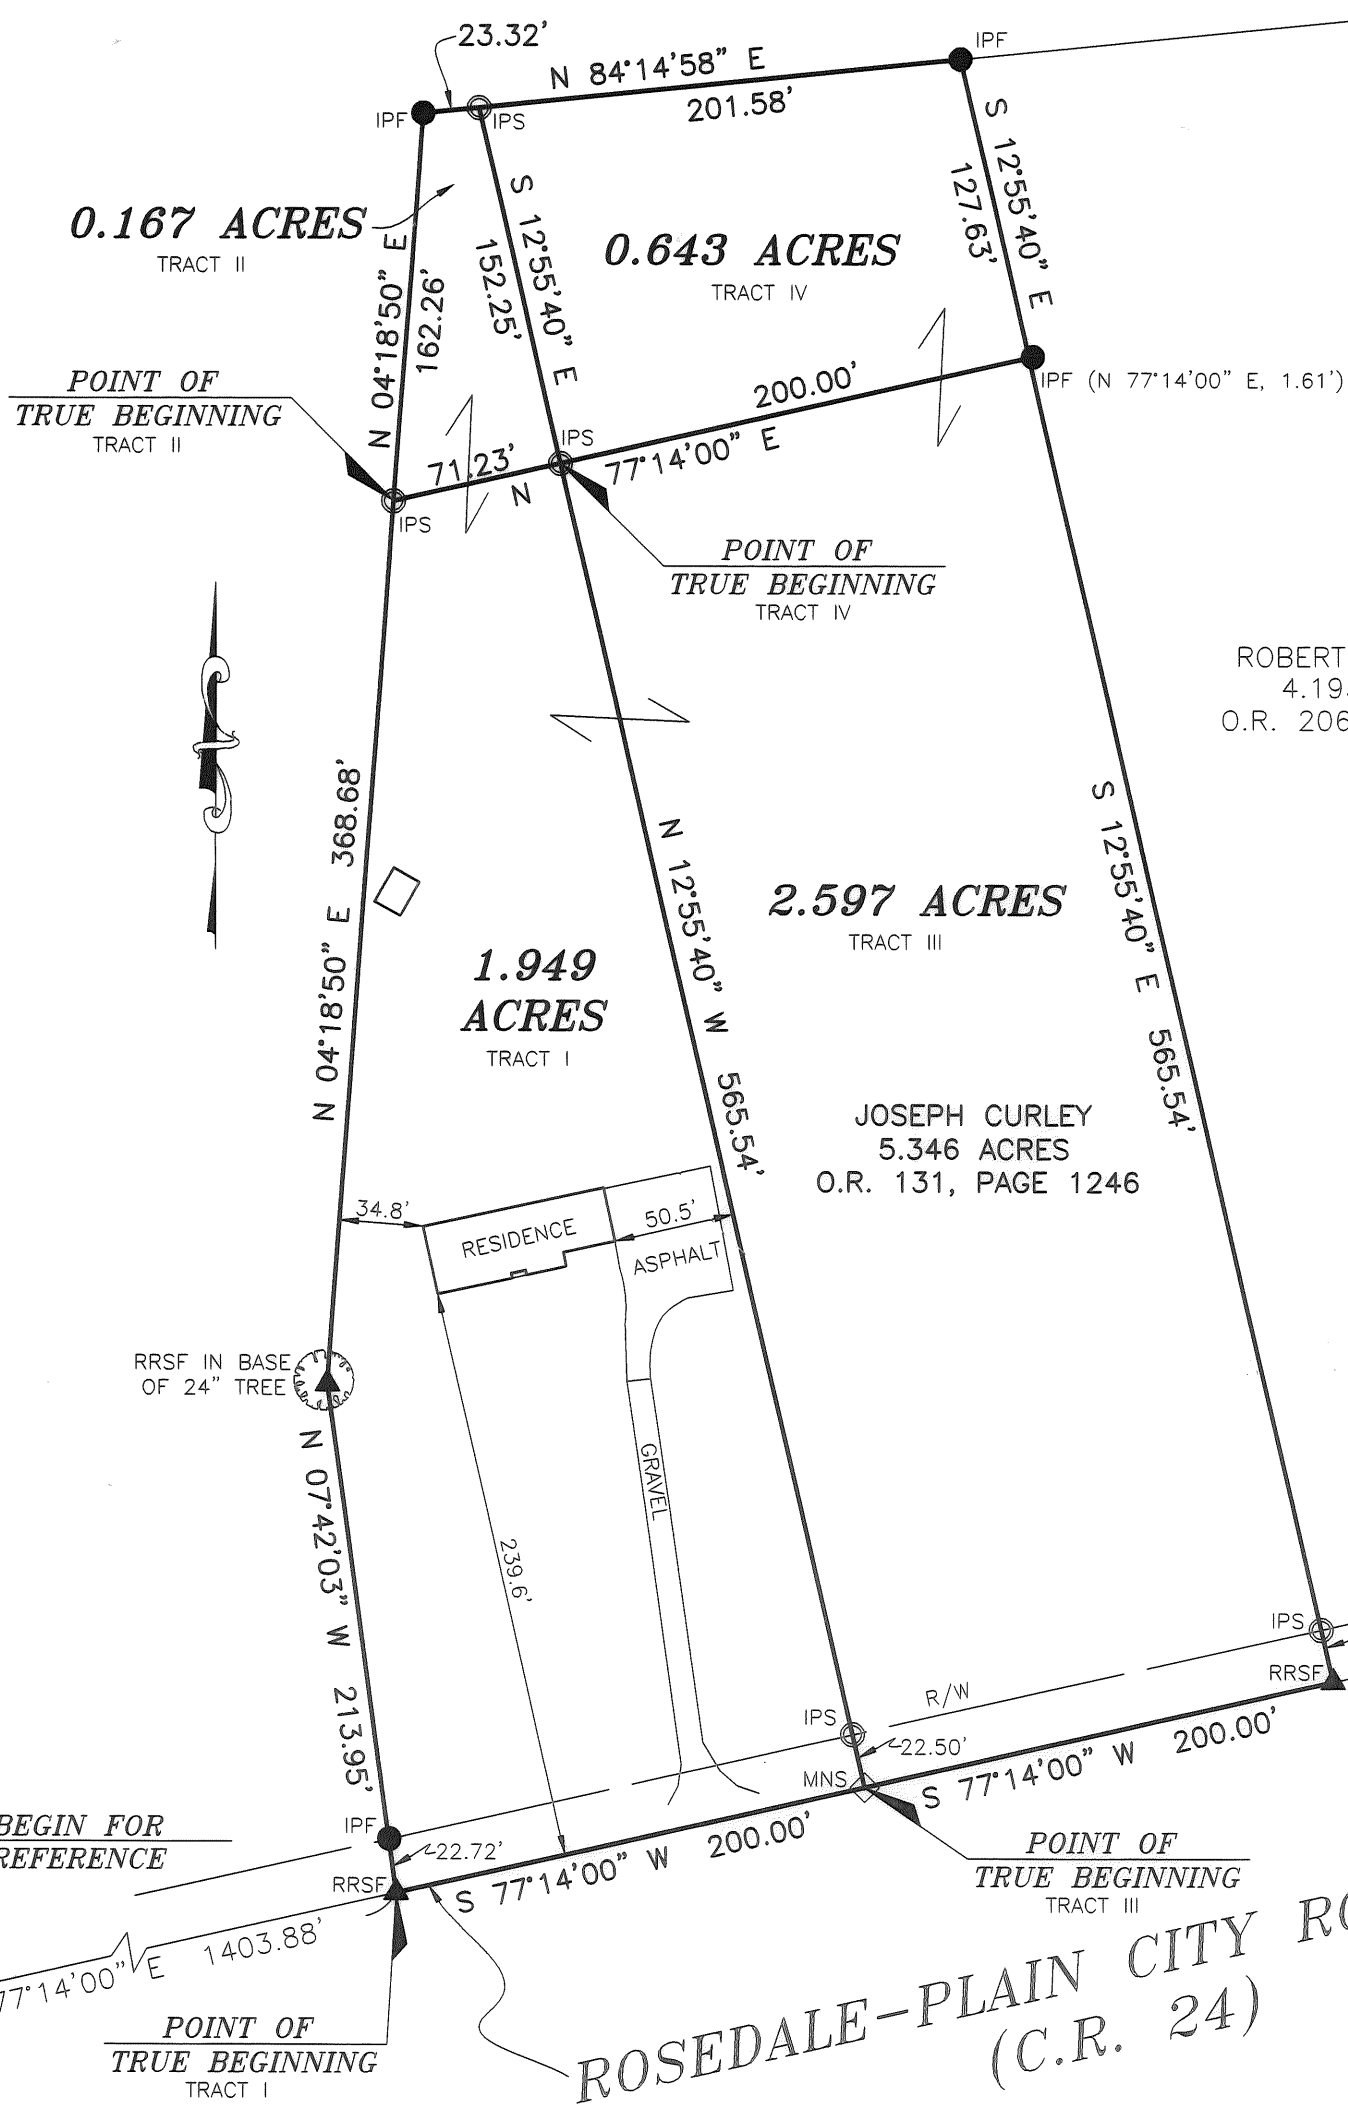 23.32'
N 84°14'58" E
201.58'
IPF
IPF
IPS
S 12°55'40" E
127.63'
0.167 ACRES
TRACT II
N 04°18'50" E
162.26'
S 12°55'40" E
152.25'
0.643 ACRES
TRACT IV
IPF (N 77°14'00" E, 1.61')
POINT OF
TRUE BEGINNING
TRACT II
200.00'
IPS
71.23'
N 77°14'00" E
IPS
POINT OF
TRUE BEGINNING
TRACT IV
ROBERT
4.19
O.R. 206
N 04°18'50" E 368.68'
N 12°55'40" W 565.54'
S 12°55'40" E 565.54'
2.597 ACRES
TRACT III
1.949
ACRES
TRACT I
JOSEPH CURLEY
5.346 ACRES
O.R. 131, PAGE 1246
34.8'
RESIDENCE
50.5'
ASPHALT
RRSF IN BASE
OF 24" TREE
GRAVEL
239.6'
N 07°42'03" W 213.95'
IPS
RRSF
R/W
IPS
22.50'
MNS
S 77°14'00" W 200.00'
BEGIN FOR
REFERENCE
IPF
22.72'
RRSF
S 77°14'00" W 200.00'
POINT OF
TRUE BEGINNING
TRACT III
77°14'00" E 1403.88'
POINT OF
TRUE BEGINNING
TRACT I
ROSEDALE-PLAIN CITY RO
(C.R. 24)